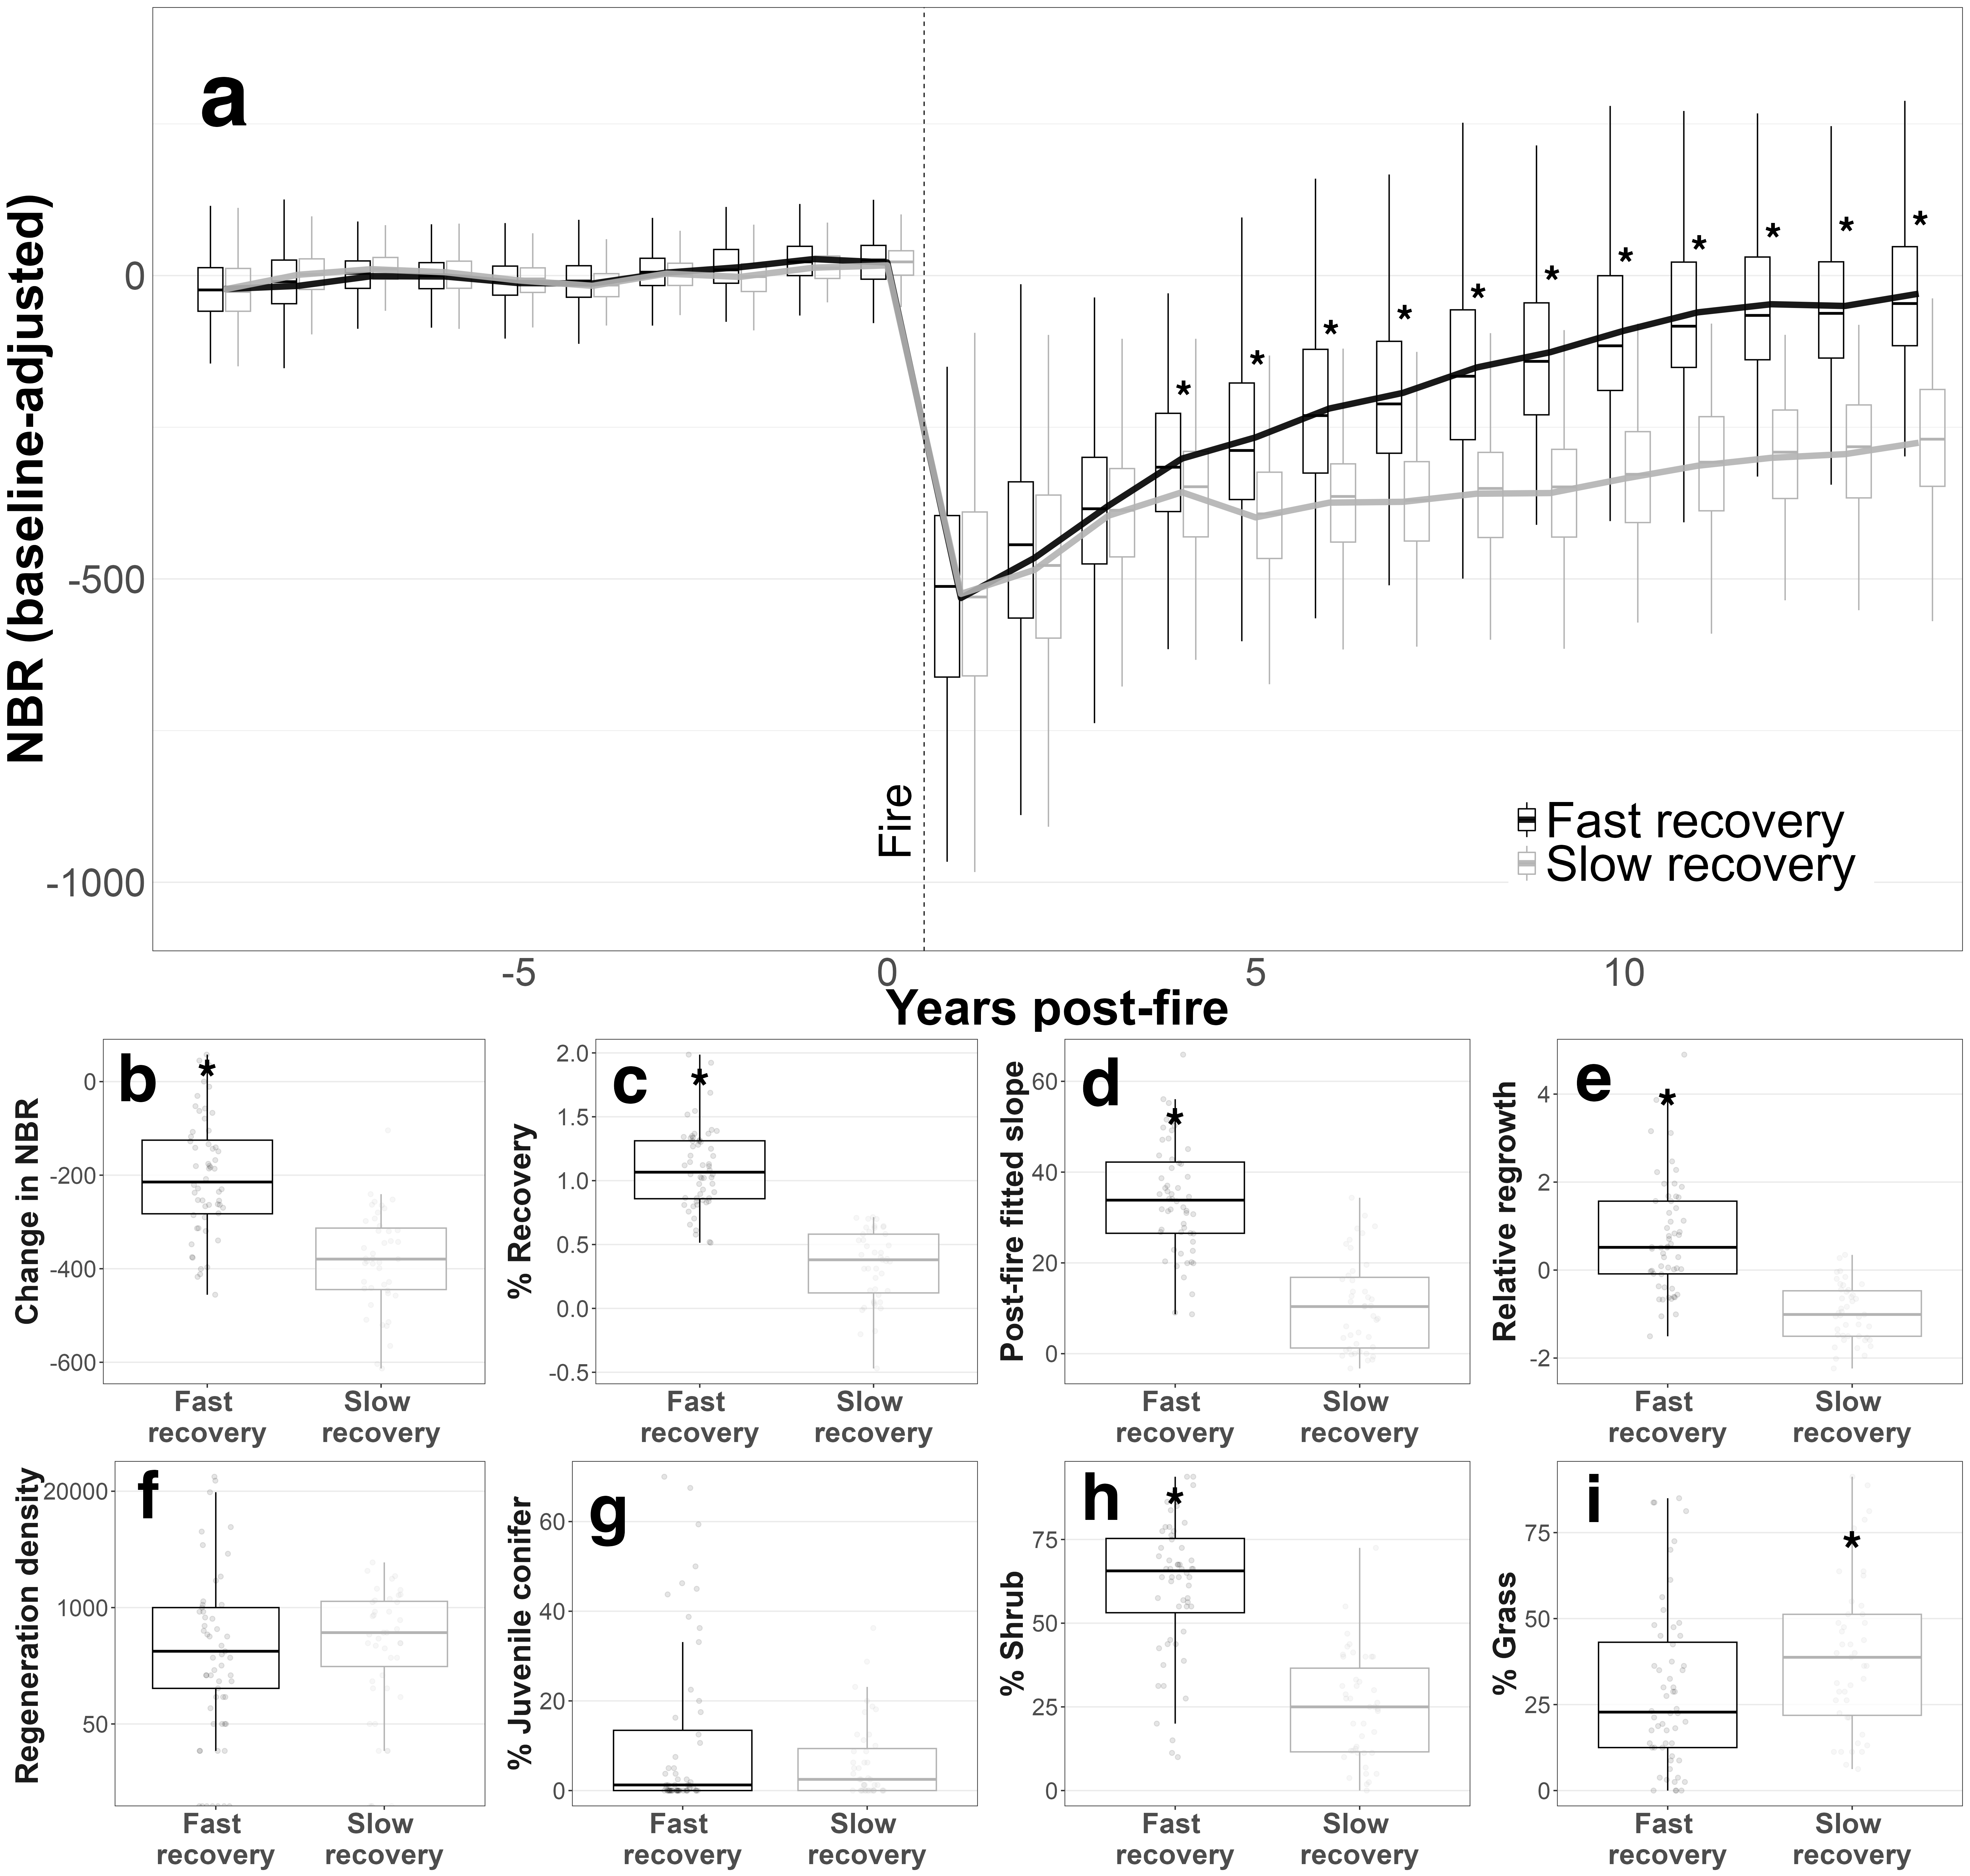 a
NBR (baseline-adjusted)
0
-500
-1000
* * * * * * * * * * *
Fire
Fast recovery
Slow recovery
-5 0 5 10
Years post-fire
b
Change in NBR
0
-200
-400
-600
*
Fast recovery
Slow recovery
c
% Recovery
2.0
1.5
1.0
0.5
0.0
-0.5
*
Fast recovery
Slow recovery
d
Post-fire fitted slope
60
40
20
0
*
Fast recovery
Slow recovery
e
Relative regrowth
4
2
0
-2
*
Fast recovery
Slow recovery
f
Regeneration density
20000
1000
50
Fast recovery
Slow recovery
g
% Juvenile conifer
60
40
20
0
Fast recovery
Slow recovery
h
% Shrub
75
50
25
0
*
Fast recovery
Slow recovery
i
% Grass
75
50
25
0
*
Fast recovery
Slow recovery